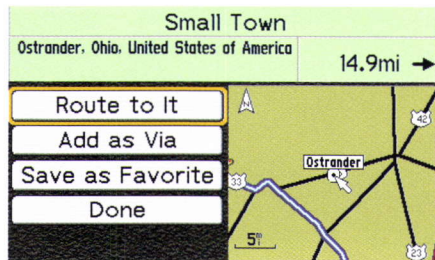 Small Town
Ostrander, Ohio, United States of America
14.9mi
Route to It
Add as Via
Save as Favorite
Done
N
42
Ostrander
33
5mi
23